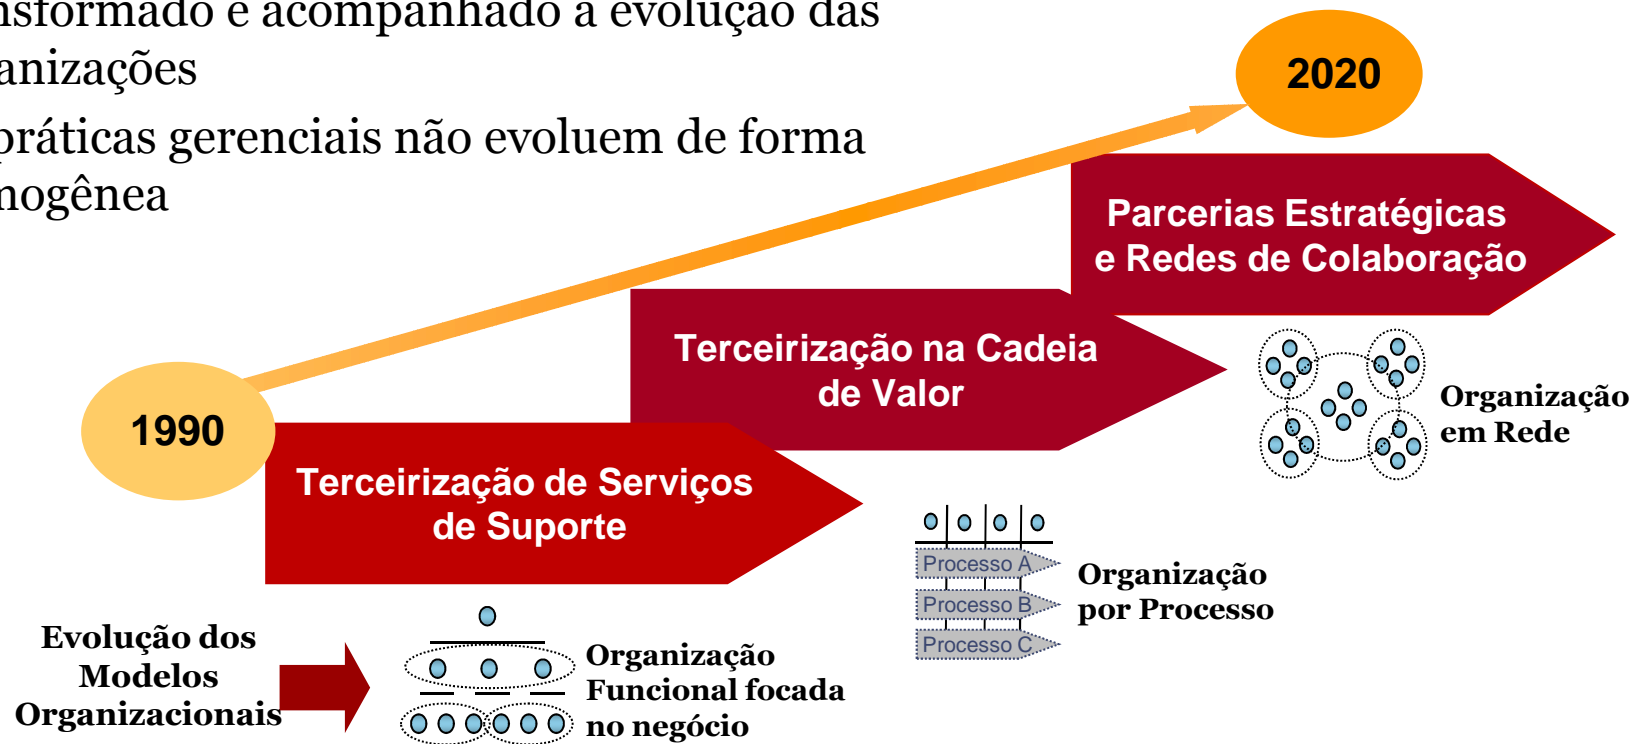 nsformado e acompanhado a evolução das
anizações
práticas gerenciais não evoluem de forma
mogênea
2020
Parcerias Estratégicas
e Redes de Colaboração
Terceirização na Cadeia
de Valor
1990
Terceirização de Serviços
de Suporte
Organização
em Rede
Processo A
Processo B
Processo C
Organização
por Processo
Evolução dos
Modelos
Organizacionais
Organização
Funcional focada
no negócio